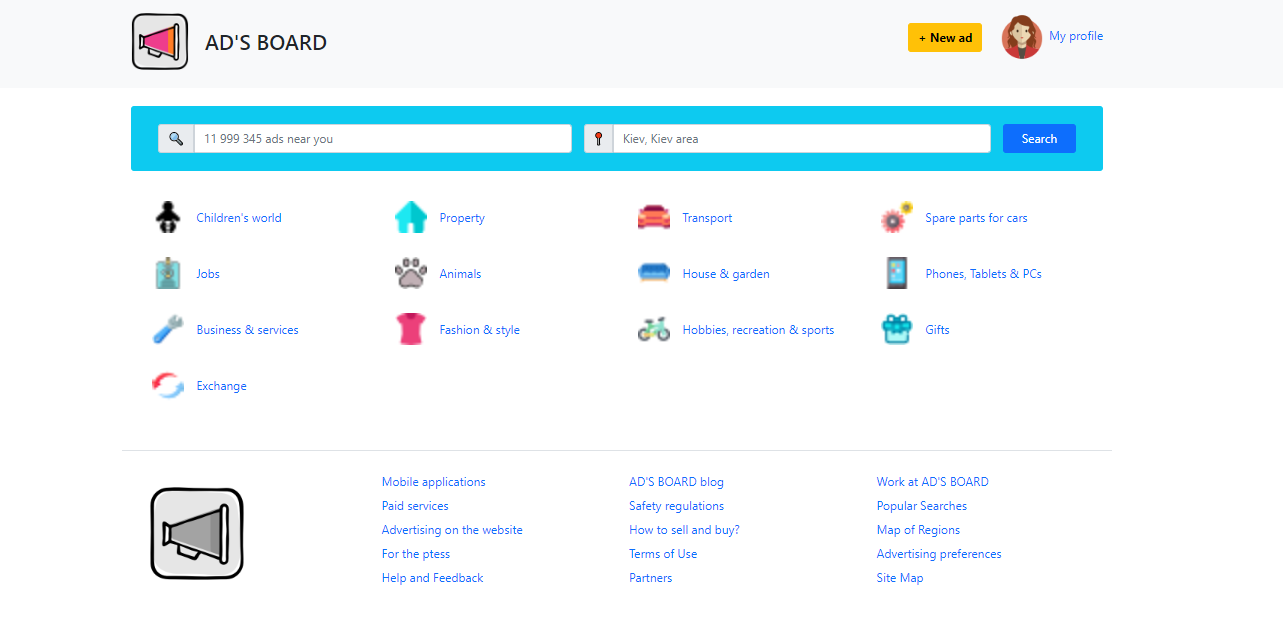 AD'S BOARD
+ New ad
My profile
11 999 345 ads near you
Kiev, Kiev area
Search
Children's world
Property
Transport
Spare parts for cars
Jobs
Animals
House & garden
Phones, Tablets & PCs
Business & services
Fashion & style
Hobbies, recreation & sports
Gifts
Exchange
Mobile applications
Paid services
Advertising on the website
For the ptess
Help and Feedback
AD'S BOARD blog
Safety regulations
How to sell and buy?
Terms of Use
Partners
Work at AD'S BOARD
Popular Searches
Map of Regions
Advertising preferences
Site Map